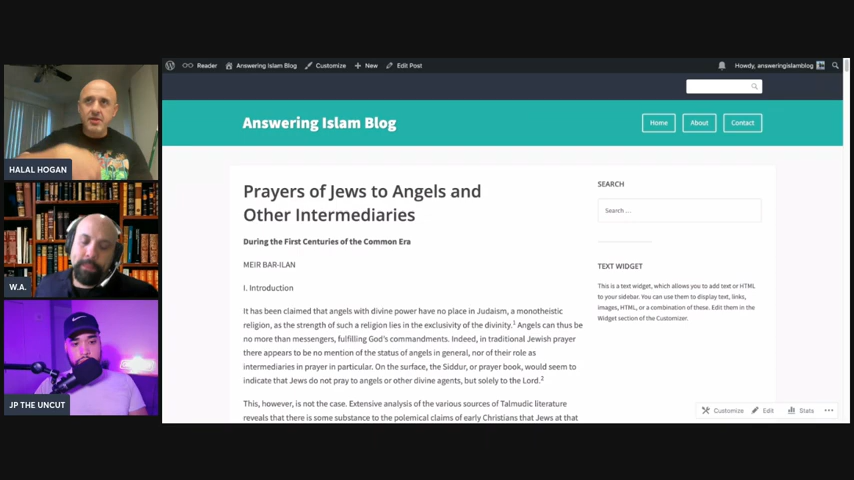 Reader
Answering Islam Blog
Customize
New
Edit Post
Howdy, answeringislamblog
Answering Islam Blog
Home
About
Contact
Prayers of Jews to Angels and
Other Intermediaries
During the First Centuries of the Common Era
MEIR BAR-ILAN
I. Introduction
It has been claimed that angels with divine power have no place in Judaism, a monotheistic
religion, as the strength of such a religion lies in the exclusivity of the divinity.1 Angels can thus be
no more than messengers, fulfilling God's commandments. Indeed, in traditional Jewish prayer
there appears to be no mention of the status of angels in general, nor of their role as
intermediaries in prayer in particular. On the surface, the Siddur, or prayer book, would seem to
indicate that Jews do not pray to angels or other divine agents, but solely to the Lord.2
This, however, is not the case. Extensive analysis of the various sources of Talmudic literature
reveals that there is some substance to the polemical claims of early Christians that Jews at that
SEARCH
Search ...
TEXT WIDGET
This is a text widget, which allows you to add text or HTML
to your sidebar. You can use them to display text, links,
images, HTML, or a combination of these. Edit them in the
Widget section of the Customizer.
Customize
Edit
Stats
HALAL HOGAN
W.A.
JP THE UNCUT